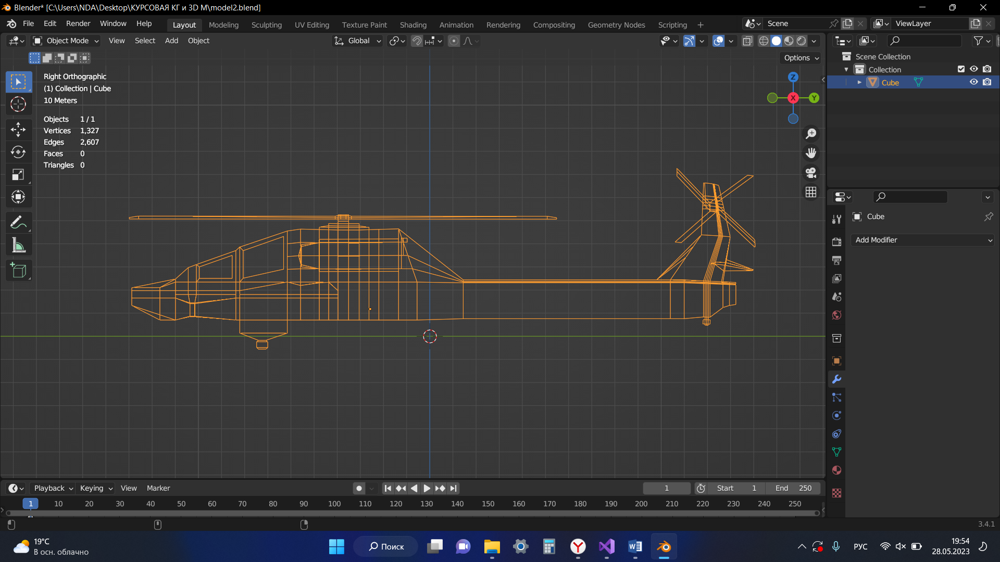 Blender* [C:\Users\NDA\Desktop\КУРСОВАЯ КГ и 3D M\model2.blend]
File Edit Render Window Help Layout Modeling Sculpting UV Editing Texture Paint Shading Animation Rendering Compositing Geometry Nodes Scripting + Scene ViewLayer
Object Mode View Select Add Object Global
Options
Right Orthographic
(1) Collection | Cube
10 Meters
Objects 1 / 1
Vertices 1,327
Edges 2,607
Faces 0
Triangles 0
Z
X
Y
Scene Collection
Collection
Cube
Cube
Add Modifier
Playback Keying View Marker 1 Start 1 End 250
1 10 20 30 40 50 60 70 80 90 100 110 120 130 140 150 160 170 180 190 200 210 220 230 240 250
3.4.1
19°C
В осн. облачно
Поиск
РУС
19:54
28.05.2023